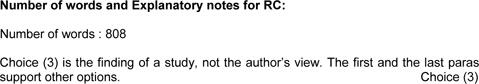 Number of words and Explanatory notes for RC:
Number of words : 808
Choice (3) is the finding of a study, not the author's view. The first and the last paras
support other options. Choice (3)